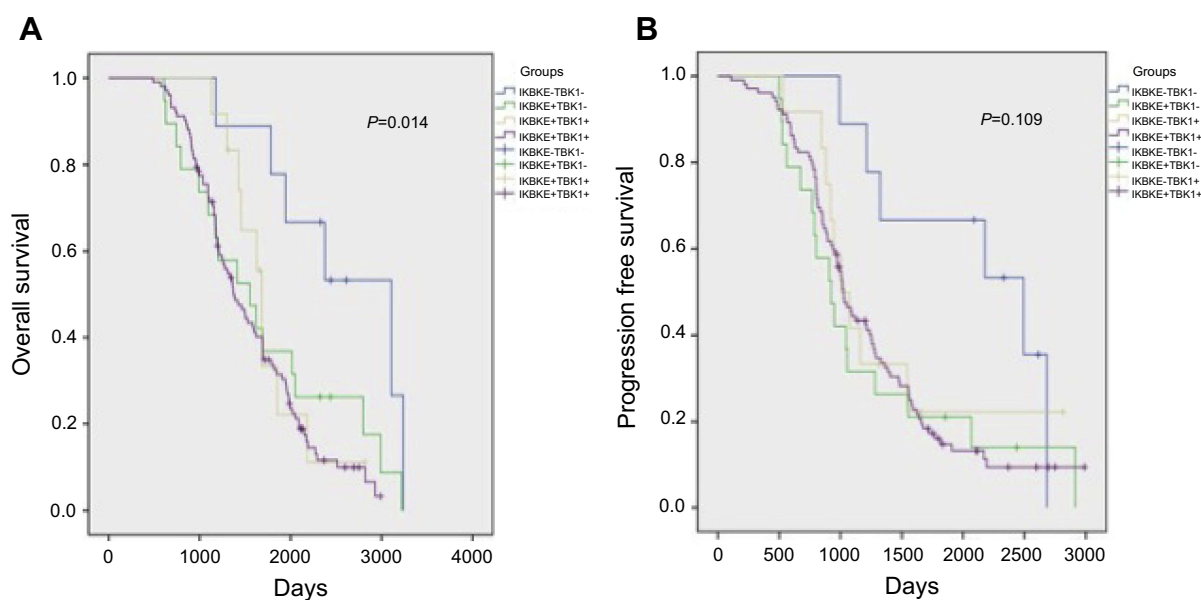 A
Overall survival
1.0
0.8
0.6
0.4
0.2
0.0
0 1000 2000 3000 4000
Days
P=0.014
Groups
IKBKE-TBK1-
IKBKE+TBK1-
IKBKE+TBK1+
IKBKE+TBK1+
IKBKE-TBK1-
IKBKE+TBK1-
IKBKE+TBK1+
IKBKE+TBK1+
B
Progression free survival
1.0
0.8
0.6
0.4
0.2
0.0
0 500 1000 1500 2000 2500 3000
Days
P=0.109
Groups
IKBKE-TBK1-
IKBKE+TBK1-
IKBKE-TBK1+
IKBKE+TBK1+
IKBKE-TBK1-
IKBKE+TBK1-
IKBKE-TBK1+
IKBKE+TBK1+